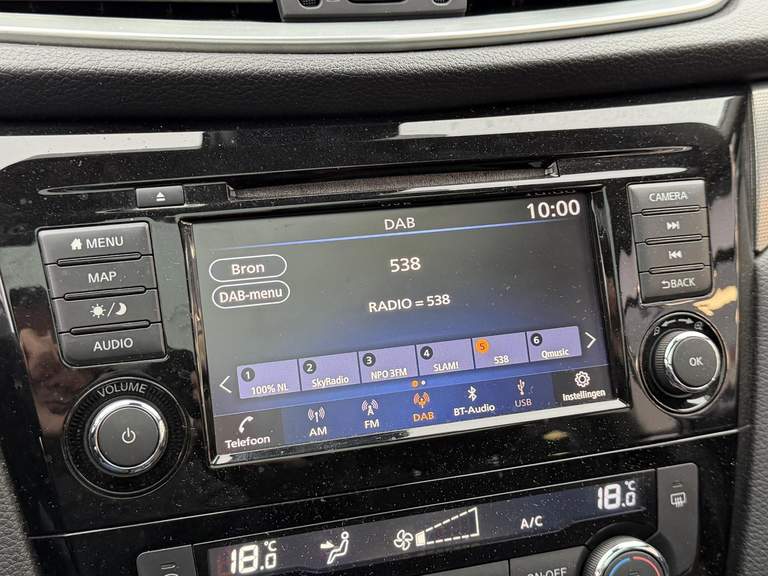 DAB
10:00
Bron
538
DAB-menu
RADIO = 538
1 100% NL
2 SkyRadio
3 NPO 3FM
4 SLAM!
5 538
6 Qmusic
Telefoon
AM
FM
DAB
BT-Audio
USB
Instellingen
MENU
MAP
AUDIO
VOLUME
CAMERA
BACK
OK
18.0°C
A/C
18.0°C
ON·OFF